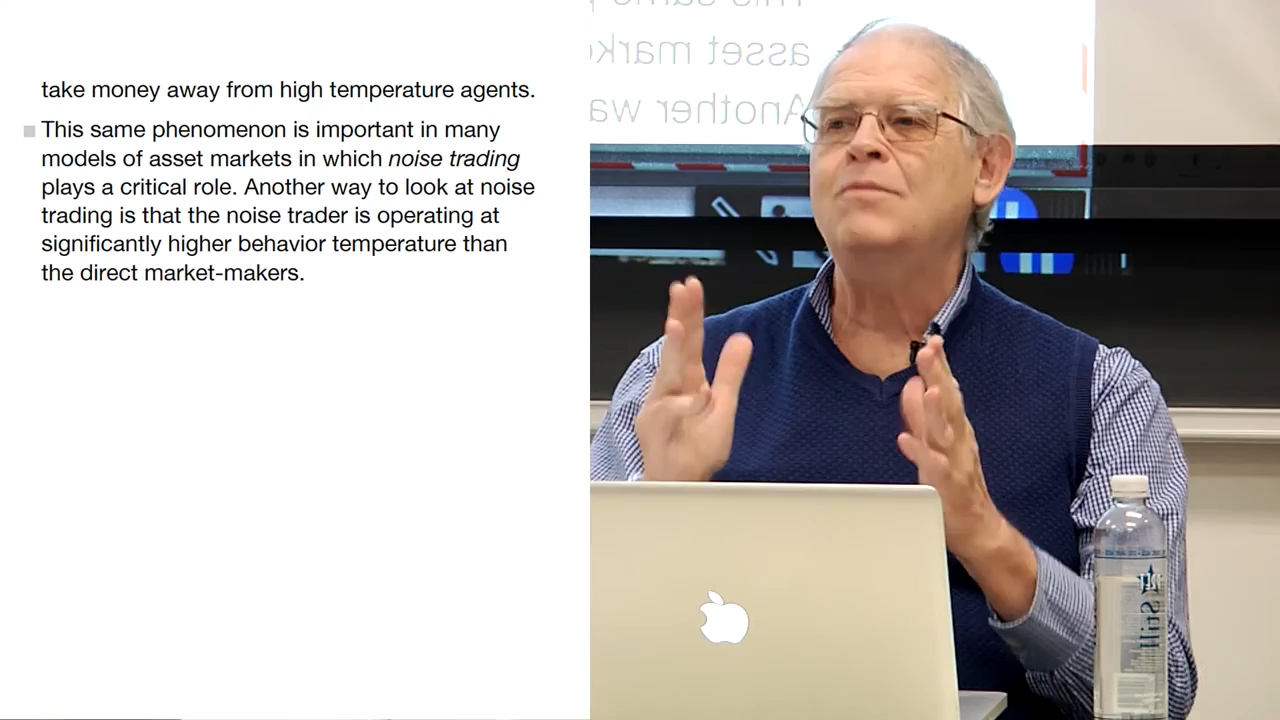 take money away from high temperature agents.
This same phenomenon is important in many
models of asset markets in which noise trading
plays a critical role. Another way to look at noise
trading is that the noise trader is operating at
significantly higher behavior temperature than
the direct market-makers.
asset marke
Another wa